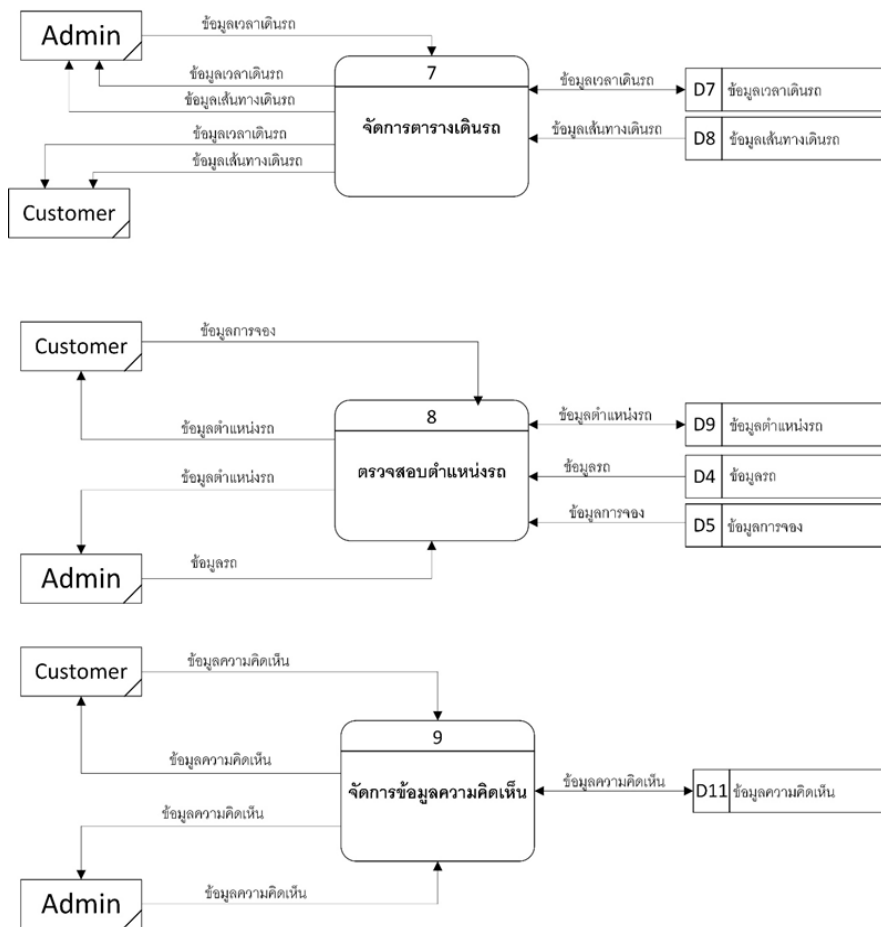 Admin
ข้อมูลเวลาเดินรถ
7
ข้อมูลเวลาเดินรถ
ข้อมูลเส้นทางเดินรถ
จัดการตารางเดินรถ
ข้อมูลเวลาเดินรถ
ข้อมูลเส้นทางเดินรถ
Customer
ข้อมูลเวลาเดินรถ
D7 ข้อมูลเวลาเดินรถ
ข้อมูลเส้นทางเดินรถ
D8 ข้อมูลเส้นทางเดินรถ
Customer
ข้อมูลการจอง
8
ข้อมูลตำแหน่งรถ
ตรวจสอบตำแหน่งรถ
ข้อมูลตำแหน่งรถ
Admin
ข้อมูลรถ
ข้อมูลตำแหน่งรถ
D9 ข้อมูลตำแหน่งรถ
ข้อมูลรถ
D4 ข้อมูลรถ
ข้อมูลการจอง
D5 ข้อมูลการจอง
Customer
ข้อมูลความคิดเห็น
9
ข้อมูลความคิดเห็น
จัดการข้อมูลความคิดเห็น
ข้อมูลความคิดเห็น
Admin
ข้อมูลความคิดเห็น
ข้อมูลความคิดเห็น
D11 ข้อมูลความคิดเห็น